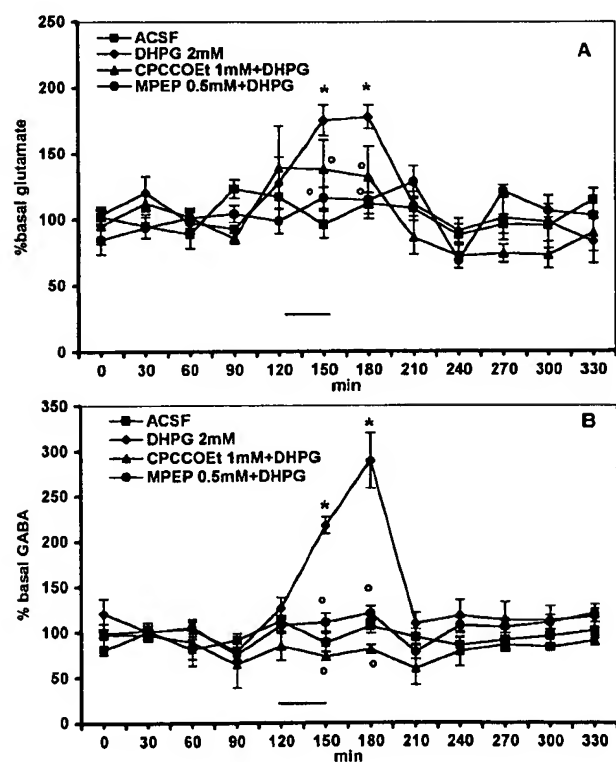 250
200
150
100
50
0
%basal glutamate
ACSF
DHPG 2mM
CPCCOEt 1mM+DHPG
MPEP 0.5mM+DHPG
A
* *
0 30 60 90 120 150 180 210 240 270 300 330
min
350
300
250
200
150
100
50
0
% basal GABA
ACSF
DHPG 2mM
CPCCOEt 1mM+DHPG
MPEP 0.5mM+DHPG
B
*
*
0 30 60 90 120 150 180 210 240 270 300 330
min